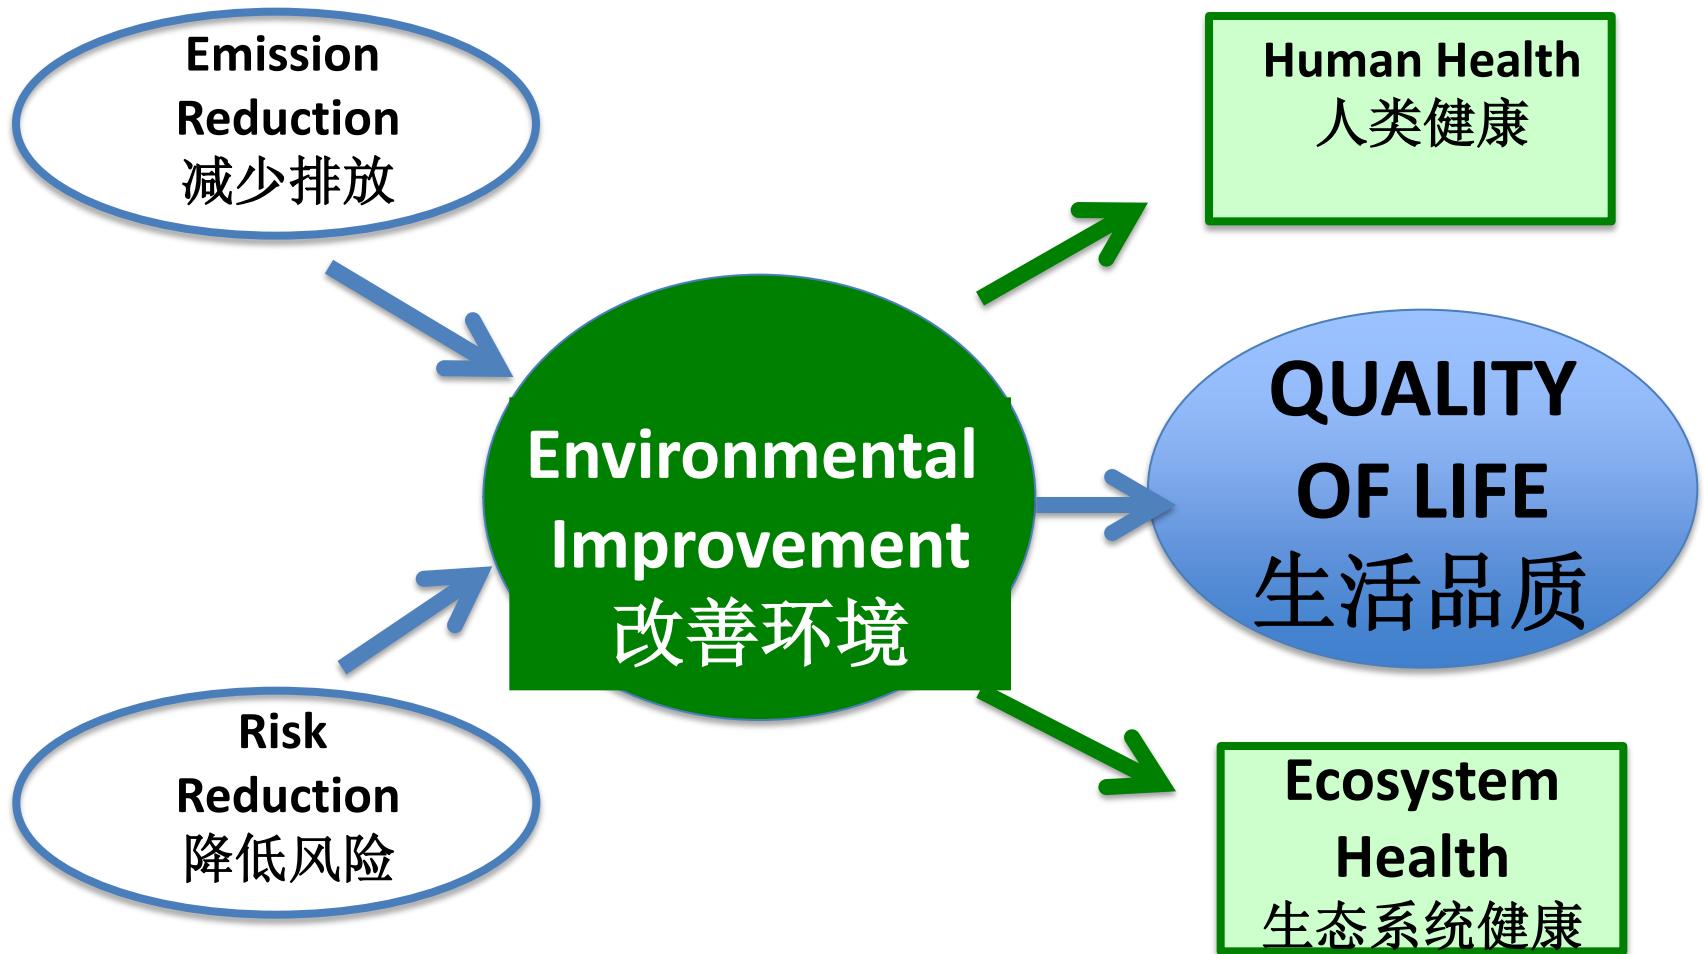 Emission
Reduction
减少排放
Human Health
人类健康
Environmental
Improvement
改善环境
QUALITY
OF LIFE
生活品质
Risk
Reduction
降低风险
Ecosystem
Health
生态系统健康